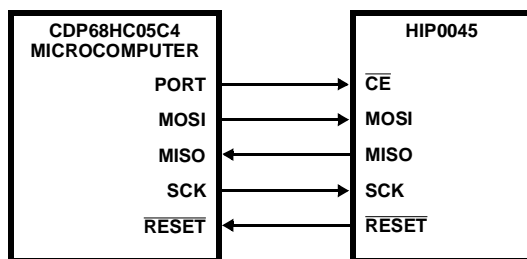 CDP68HC05C4
MICROCOMPUTER
HIP0045
PORT
CE
MOSI
MOSI
MISO
MISO
SCK
SCK
RESET
RESET